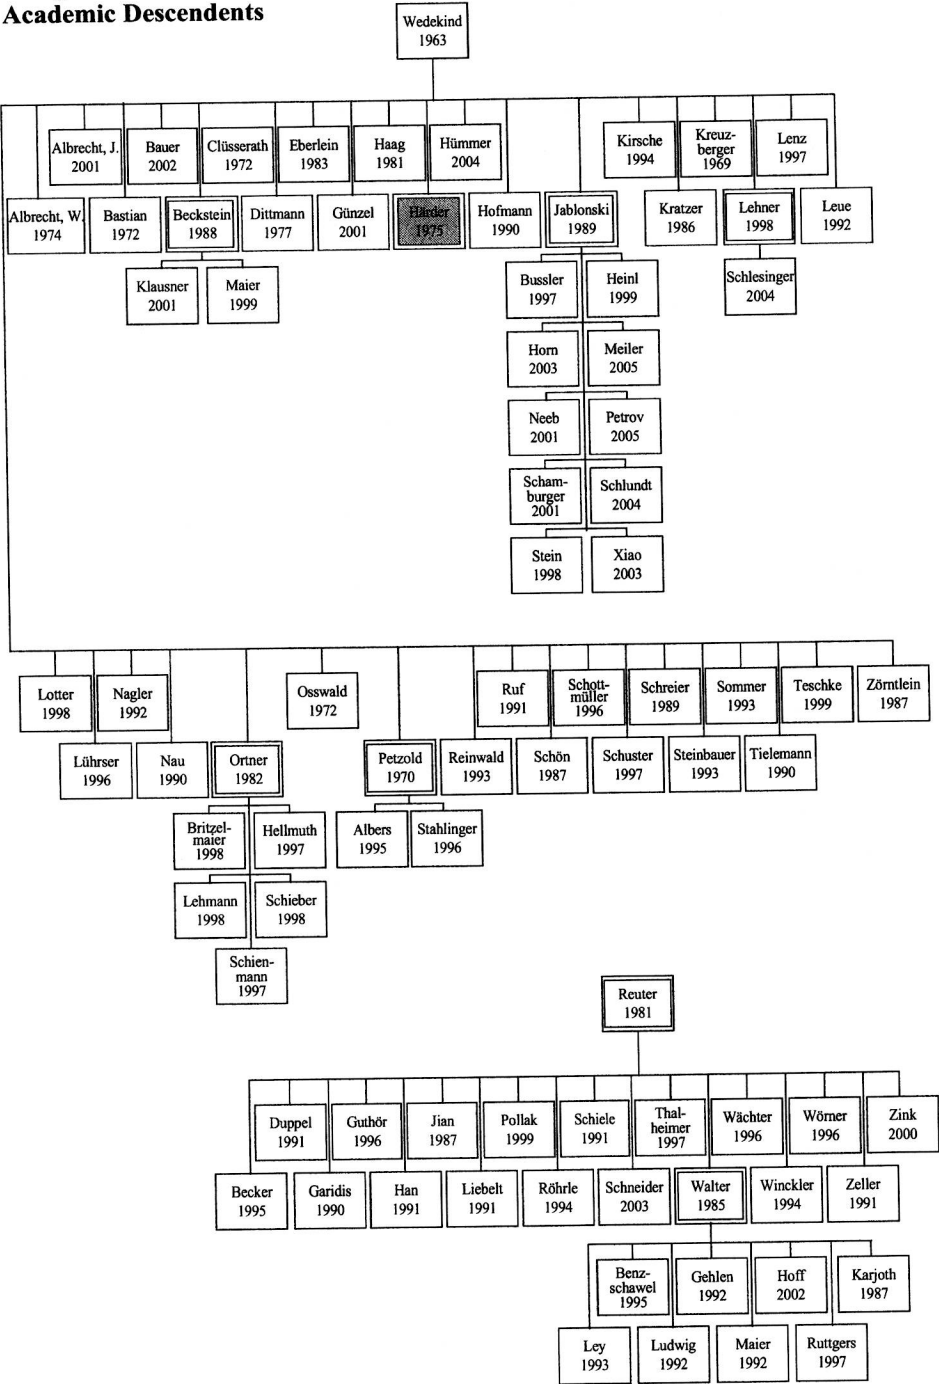 Academic Descendents
Wedekind
1963
Albrecht, J.
2001
Bauer
2002
Clüsserath
1972
Eberlein
1983
Haag
1981
Hümmer
2004
Kirsche
1994
Kreuz-
berger
1969
Lenz
1997
Albrecht, W.
1974
Bastian
1972
Beckstein
1988
Dittmann
1977
Günzel
2001
Härder
1975
Hofmann
1990
Jablonski
1989
Kratzer
1986
Lehner
1998
Leue
1992
Klausner
2001
Maier
1999
Bussler
1997
Heinl
1999
Schlesinger
2004
Horn
2003
Meiler
2005
Neeb
2001
Petrov
2005
Scham-
burger
2001
Schlundt
2004
Stein
1998
Xiao
2003
Lotter
1998
Nagler
1992
Osswald
1972
Ruf
1991
Schott-
müller
1996
Schreier
1989
Sommer
1993
Teschke
1999
Zörntlein
1987
Lührser
1996
Nau
1990
Ortner
1982
Petzold
1970
Reinwald
1993
Schön
1987
Schuster
1997
Steinbauer
1993
Tielemann
1990
Britzel-
maier
1998
Hellmuth
1997
Albers
1995
Stahlinger
1996
Lehmann
1998
Schieber
1998
Schien-
mann
1997
Reuter
1981
Duppel
1991
Guthör
1996
Jian
1987
Pollak
1999
Schiele
1991
Thal-
heimer
1997
Wächter
1996
Wörner
1996
Zink
2000
Becker
1995
Garidis
1990
Han
1991
Liebelt
1991
Röhrle
1994
Schneider
2003
Walter
1985
Winckler
1994
Zeller
1991
Benz-
schawel
1995
Gehlen
1992
Hoff
2002
Karjoth
1987
Ley
1993
Ludwig
1992
Maier
1992
Ruttgers
1997